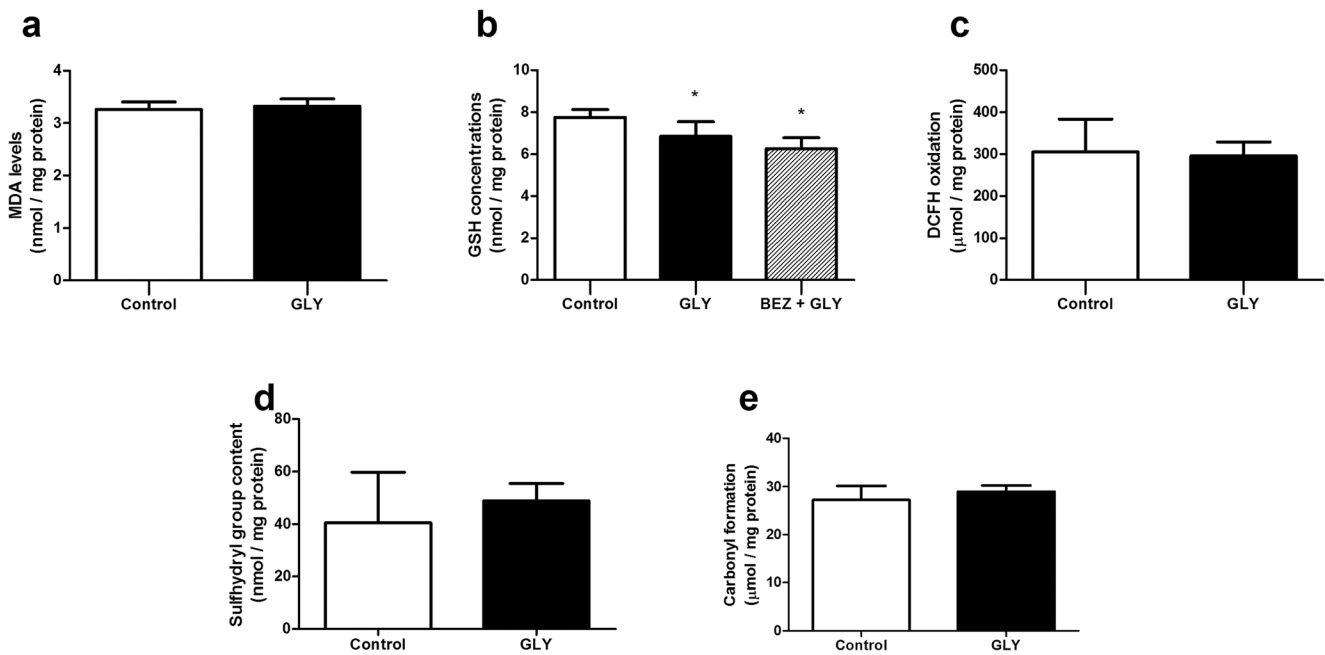 a
MDA levels
(nmol / mg protein)
4
3
2
1
0
Control
GLY
b
GSH concentrations
(nmol / mg protein)
10
8
6
4
2
0
*
*
Control
GLY
BEZ + GLY
c
DCFH oxidation
(μmol / mg protein)
500
400
300
200
100
0
Control
GLY
d
Sulfhydryl group content
(nmol / mg protein)
80
60
40
20
0
Control
GLY
e
Carbonyl formation
(μmol / mg protein)
40
30
20
10
0
Control
GLY